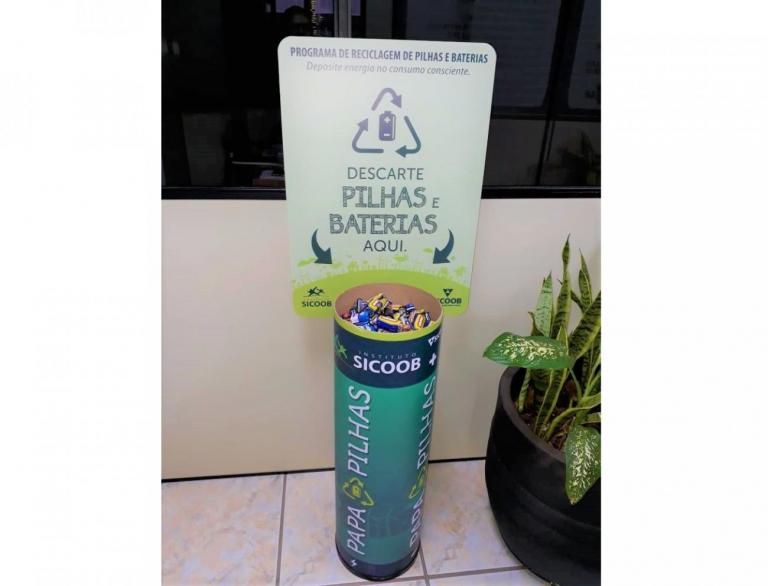 PROGRAMA DE RECICLAGEM DE PILHAS E BATERIAS
Deposite energia no consumo consciente.
DESCARTE
PILHAS E
BATERIAS
AQUI.
SICOOB
SICOOB
INSTITUTO
SICOOB
PAPA PILHAS
PAPA PILHAS